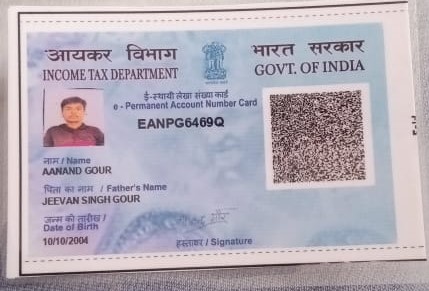 आयकर विभाग
INCOME TAX DEPARTMENT
भारत सरकार
GOVT. OF INDIA
ई-स्थायी लेखा संख्या कार्ड
e - Permanent Account Number Card
EANPG6469Q
नाम / Name
AANAND GOUR
पिता का नाम / Father's Name
JEEVAN SINGH GOUR
जन्म की तारीख /
Date of Birth
10/10/2004
हस्ताक्षर / Signature